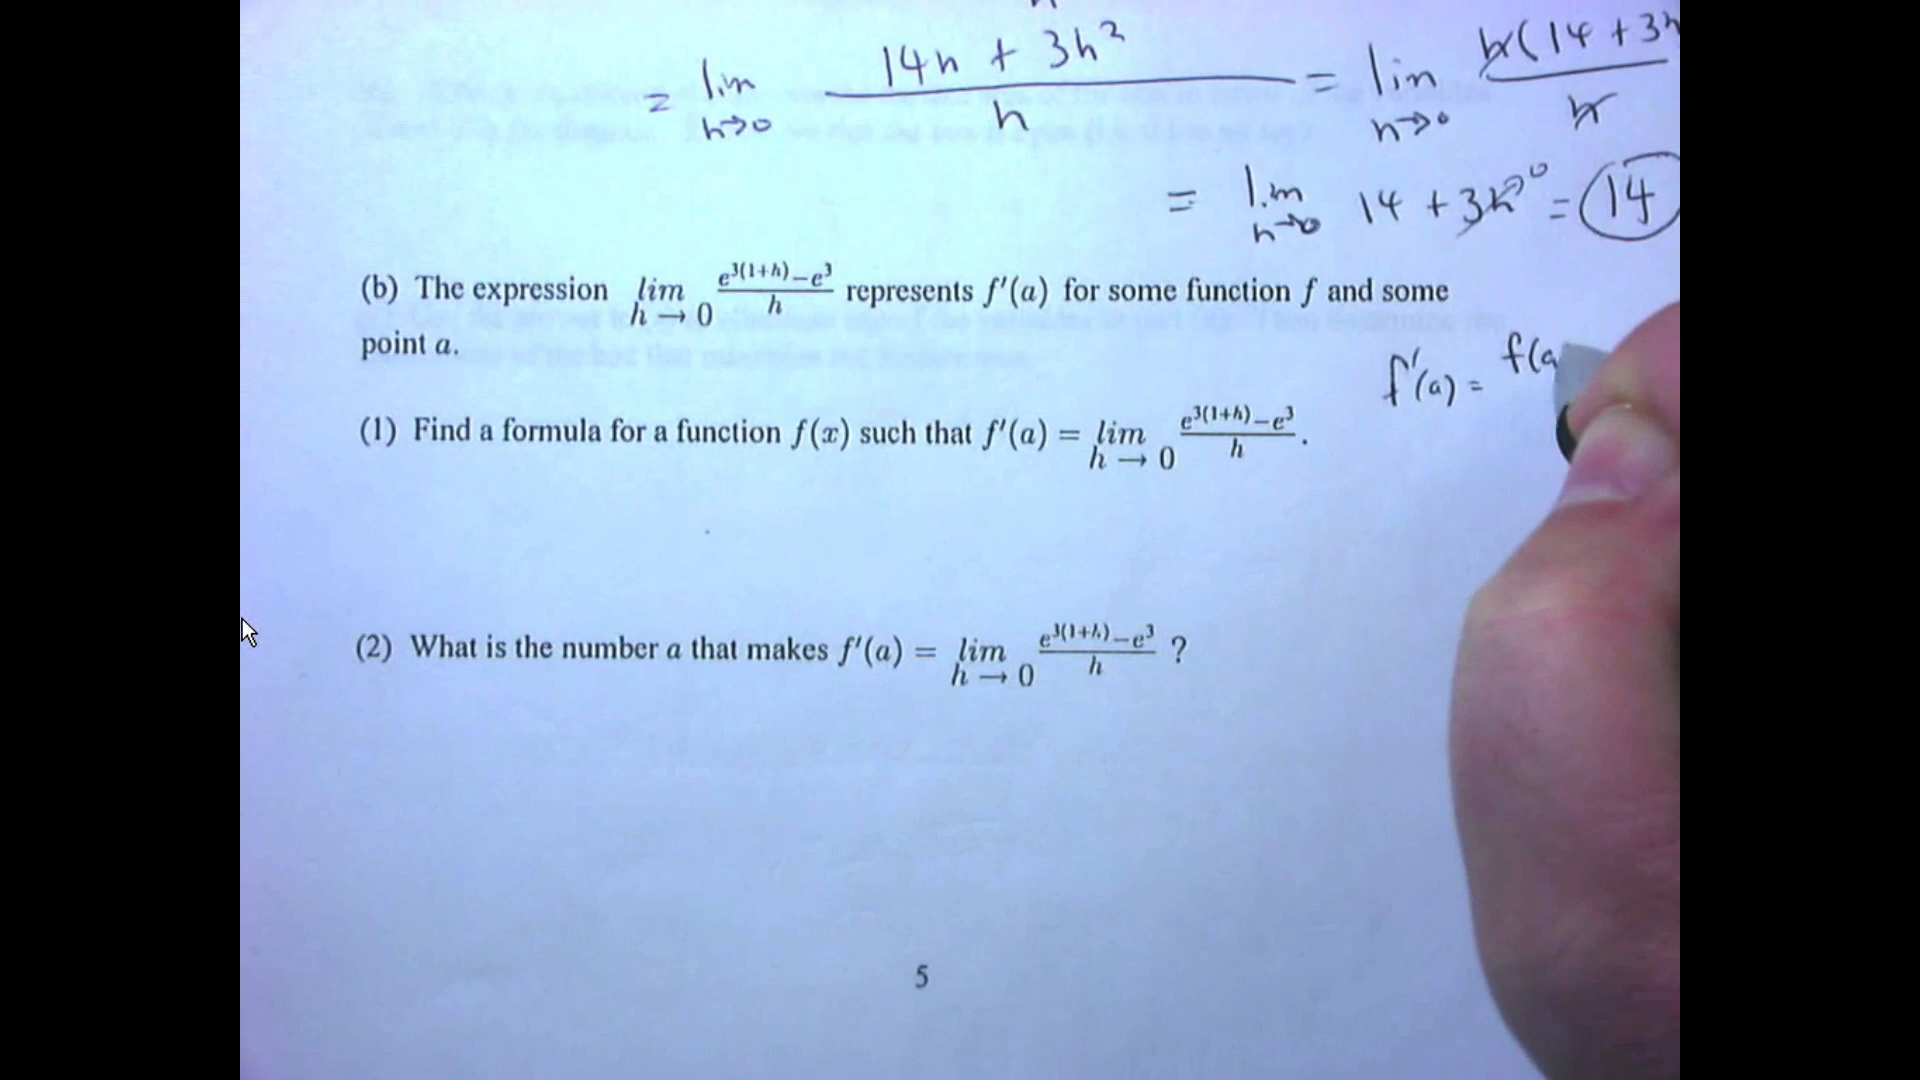 = lim h→0 14h + 3h² / h = lim h→0 h(14 + 3h / h
= lim h→0 14 + 3h⁰ = 14
(b) The expression lim h → 0 e^3(1+h) − e^3 / h represents f′(a) for some function f and some
point a.
f′(a) = f(a
(1) Find a formula for a function f(x) such that f′(a) = lim h → 0 e^3(1+h) − e^3 / h .
(2) What is the number a that makes f′(a) = lim h → 0 e^3(1+h) − e^3 / h ?
5